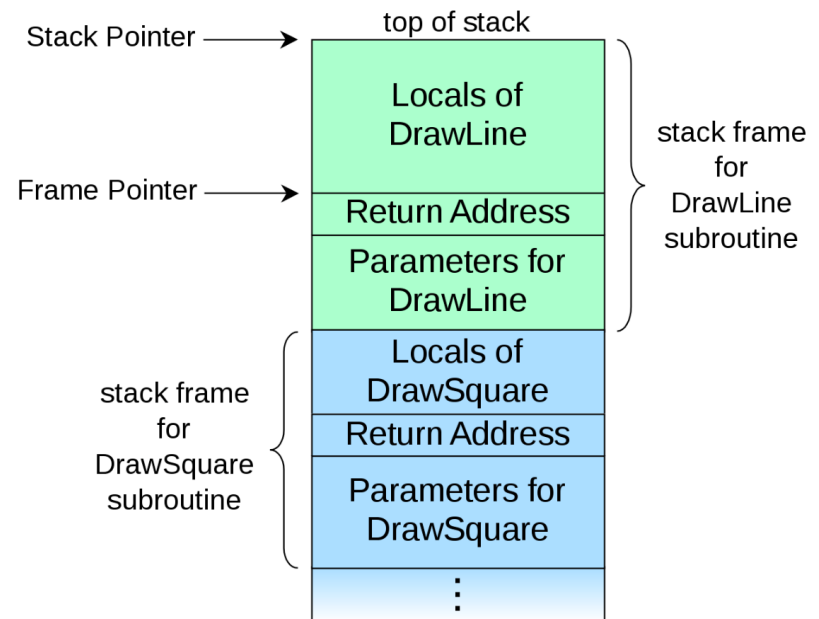 top of stack
Stack Pointer
Locals of
DrawLine
stack frame
for
DrawLine
subroutine
Frame Pointer
Return Address
Parameters for
DrawLine
Locals of
DrawSquare
stack frame
for
DrawSquare
subroutine
Return Address
Parameters for
DrawSquare
⋮